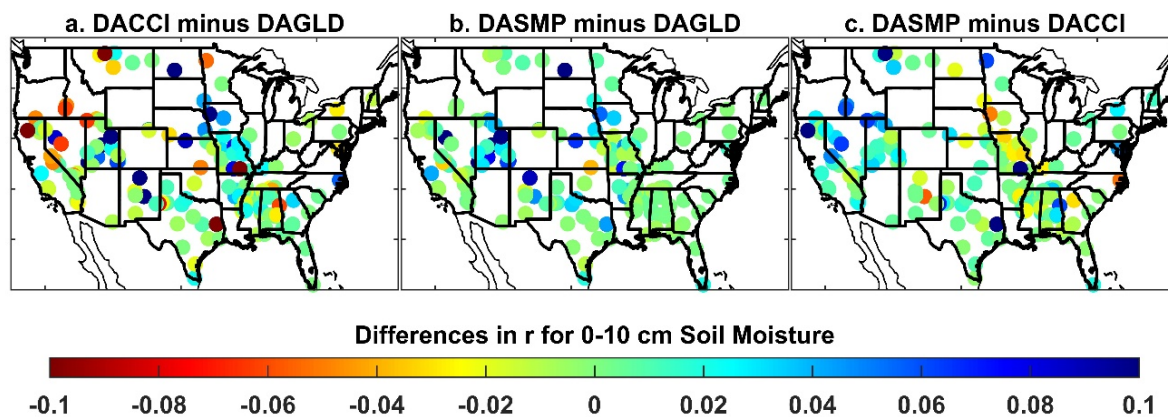 a. DACCI minus DAGLD b. DASMP minus DAGLD c. DASMP minus DACCI
Differences in r for 0-10 cm Soil Moisture
-0.1 -0.08 -0.06 -0.04 -0.02 0 0.02 0.04 0.06 0.08 0.1